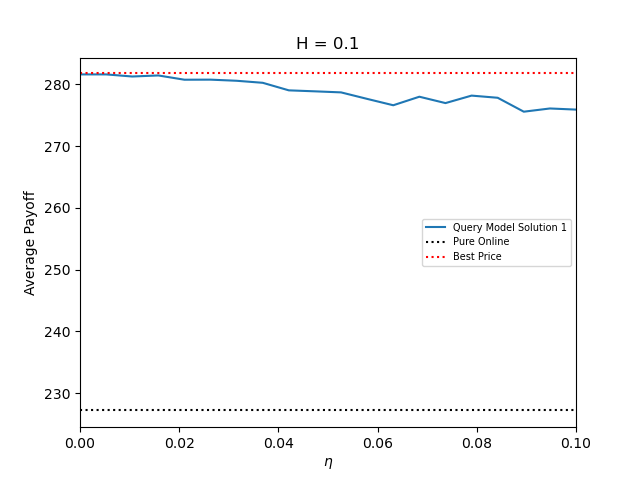 H = 0.1
Average Payoff
280
270
260
250
240
230
Query Model Solution 1
Pure Online
Best Price
0.00 0.02 0.04 0.06 0.08 0.10
η